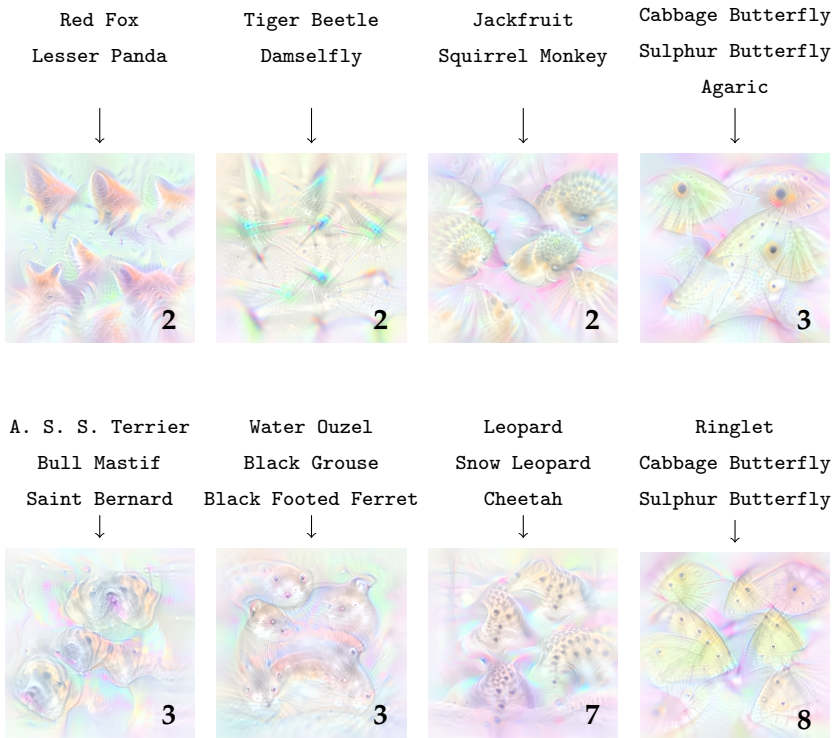 Red Fox
Lesser Panda
2
Tiger Beetle
Damselfly
2
Jackfruit
Squirrel Monkey
2
Cabbage Butterfly
Sulphur Butterfly
Agaric
3
A. S. S. Terrier
Bull Mastif
Saint Bernard
3
Water Ouzel
Black Grouse
Black Footed Ferret
3
Leopard
Snow Leopard
Cheetah
7
Ringlet
Cabbage Butterfly
Sulphur Butterfly
8